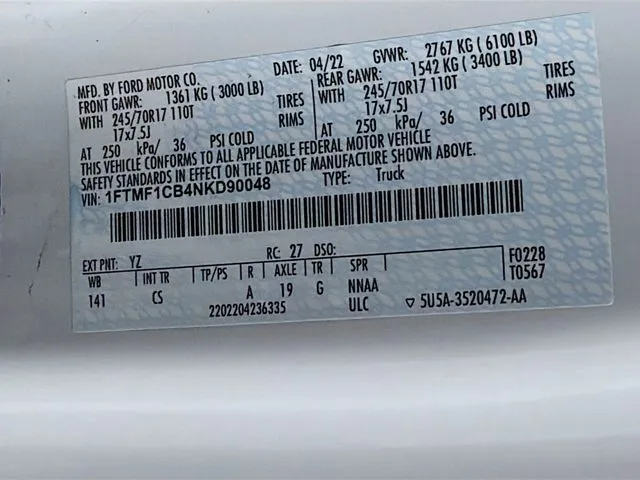 MFD. BY FORD MOTOR CO. DATE: 04/22 GVWR: 2767 KG ( 6100 LB)
FRONT GAWR: 1361 KG ( 3000 LB) REAR GAWR: 1542 KG ( 3400 LB)
WITH 245/70R17 110T TIRES WITH 245/70R17 110T TIRES
17x7.5J RIMS 17x7.5J RIMS
AT 250 kPa/ 36 PSI COLD AT 250 kPa/ 36 PSI COLD
THIS VEHICLE CONFORMS TO ALL APPLICABLE FEDERAL MOTOR VEHICLE
SAFETY STANDARDS IN EFFECT ON THE DATE OF MANUFACTURE SHOWN ABOVE.
VIN: 1FTMF1CB4NKD90048 TYPE: Truck
EXT PNT: YZ RC: 27 DSO: F0228
WB INT TR TP/PS R AXLE TR SPR T0567
141 CS A 19 G NNAA
2202204236335 ULC 5U5A-3520472-AA